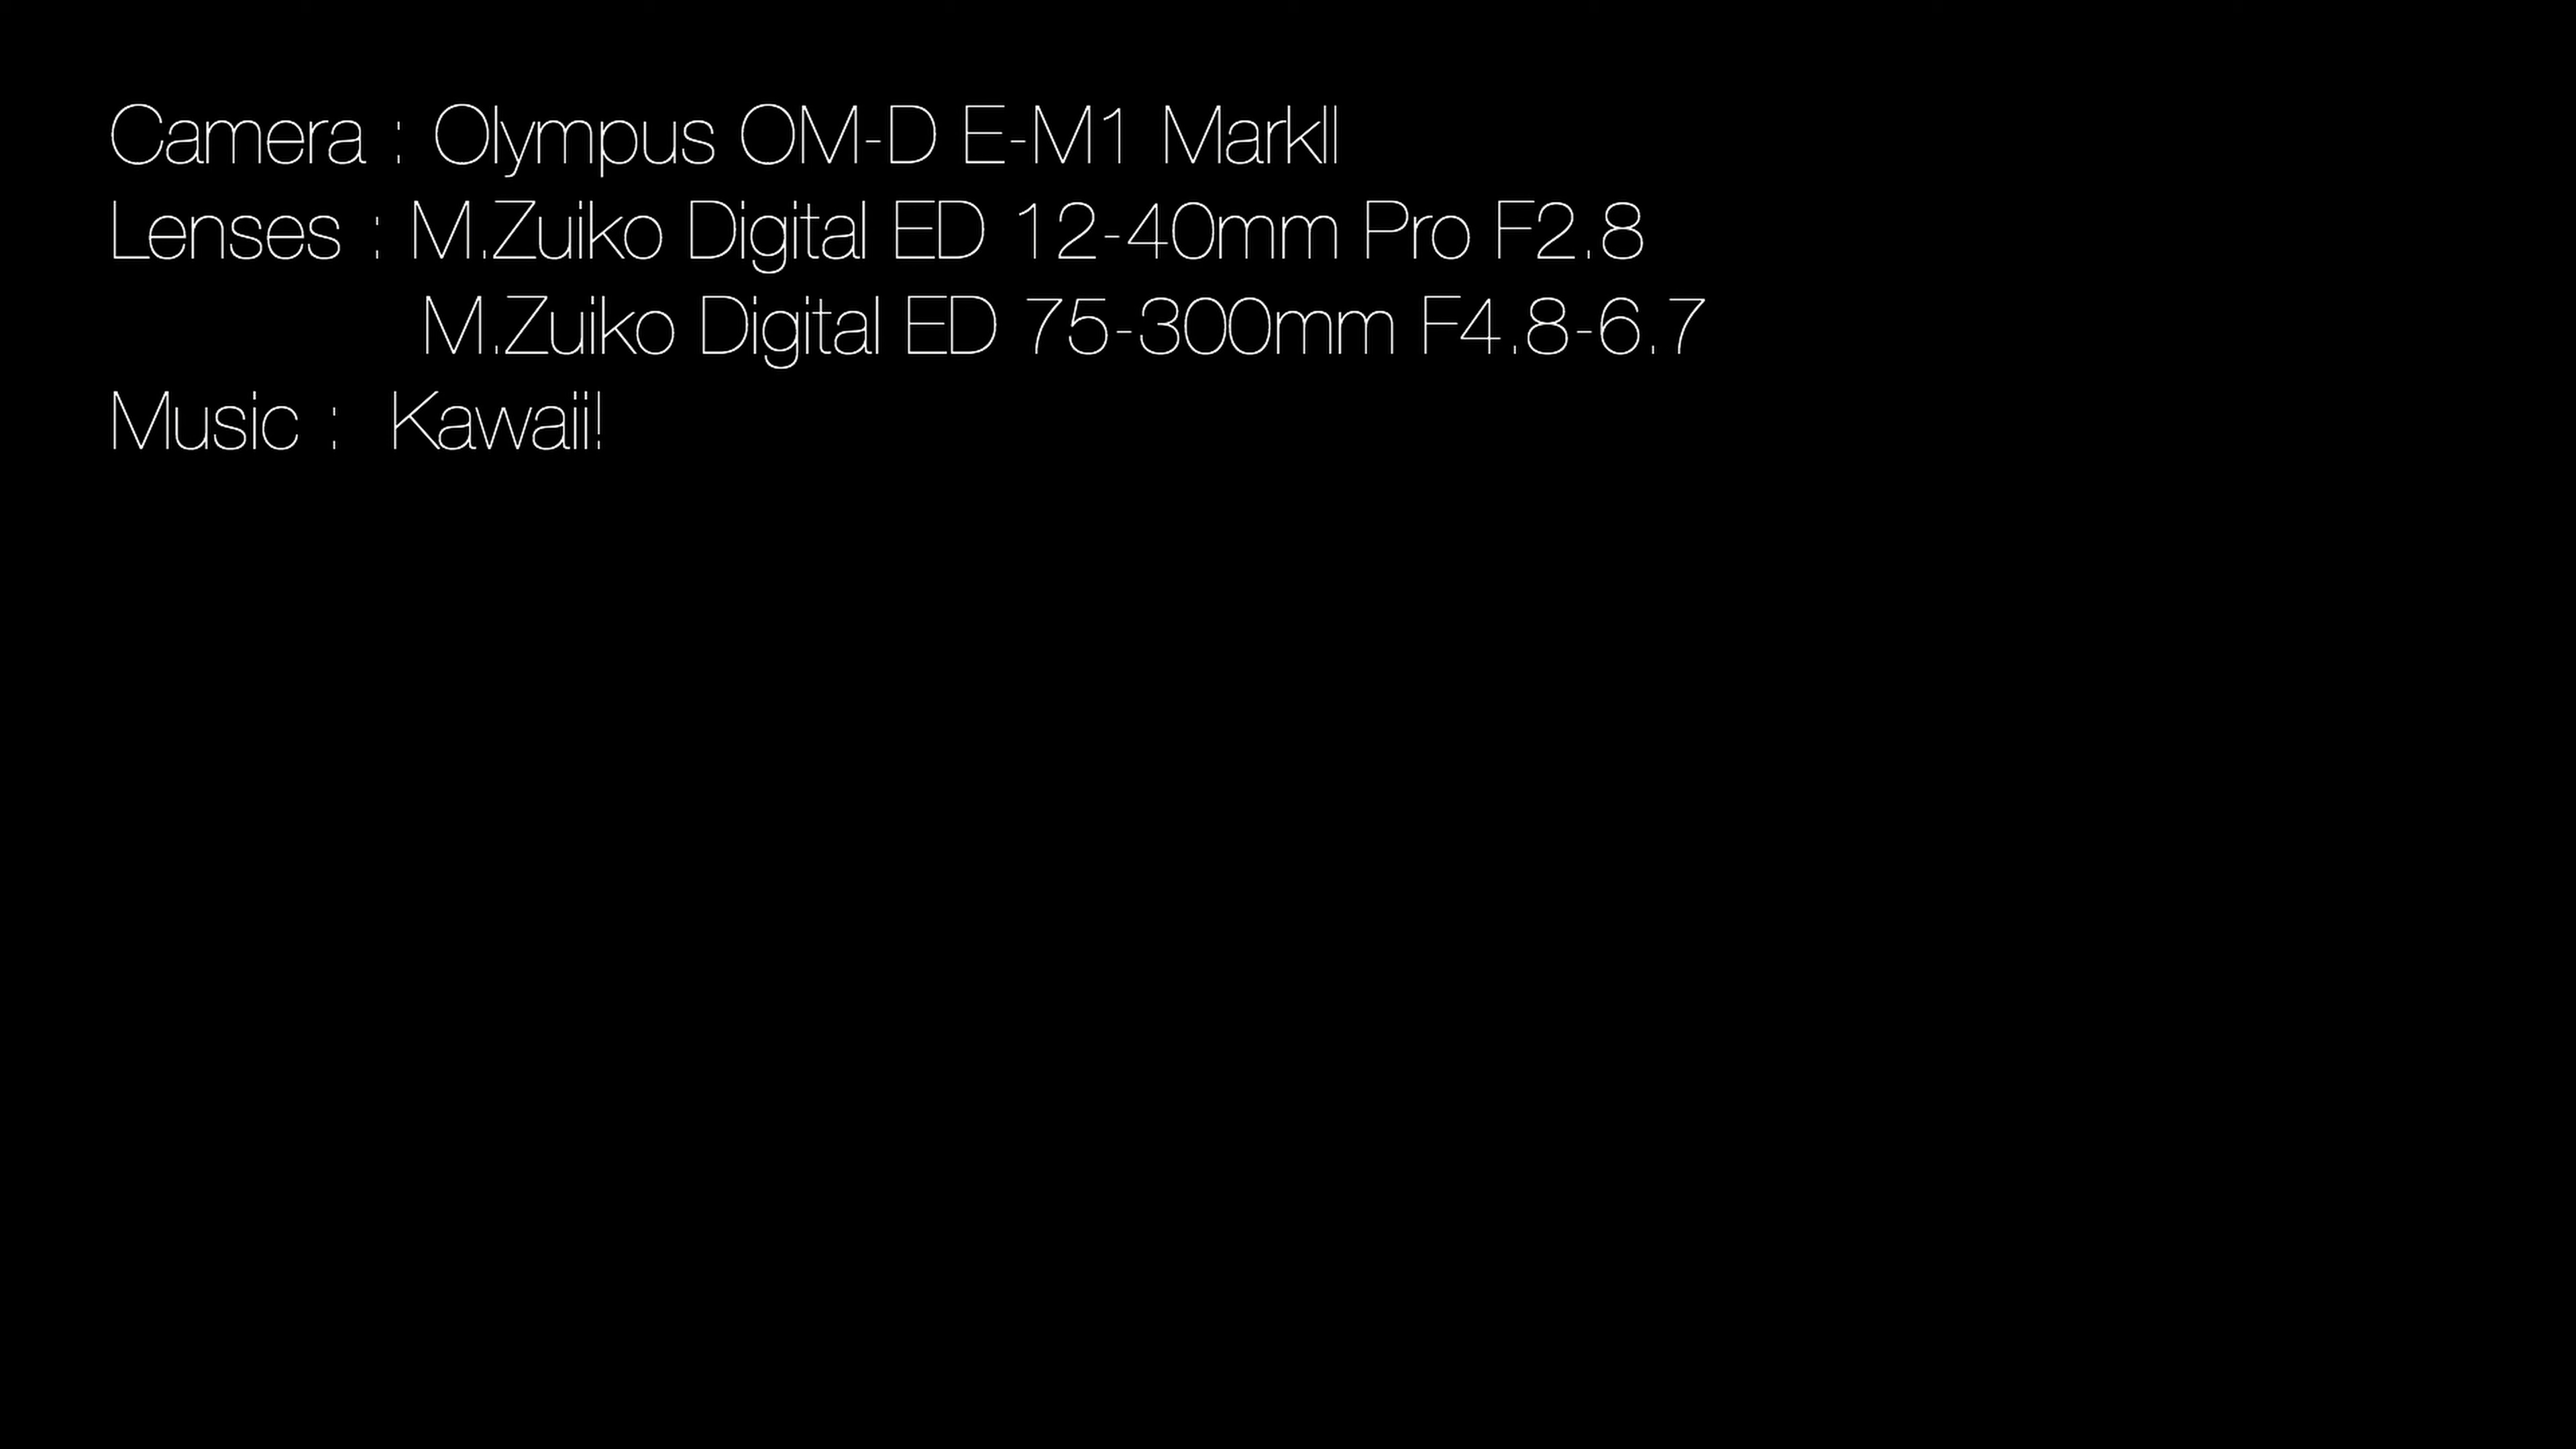 Camera : Olympus OM-D E-M1 MarkII
Lenses : M.Zuiko Digital ED 12-40mm Pro F2.8
M.Zuiko Digital ED 75-300mm F4.8-6.7
Music : Kawaii!